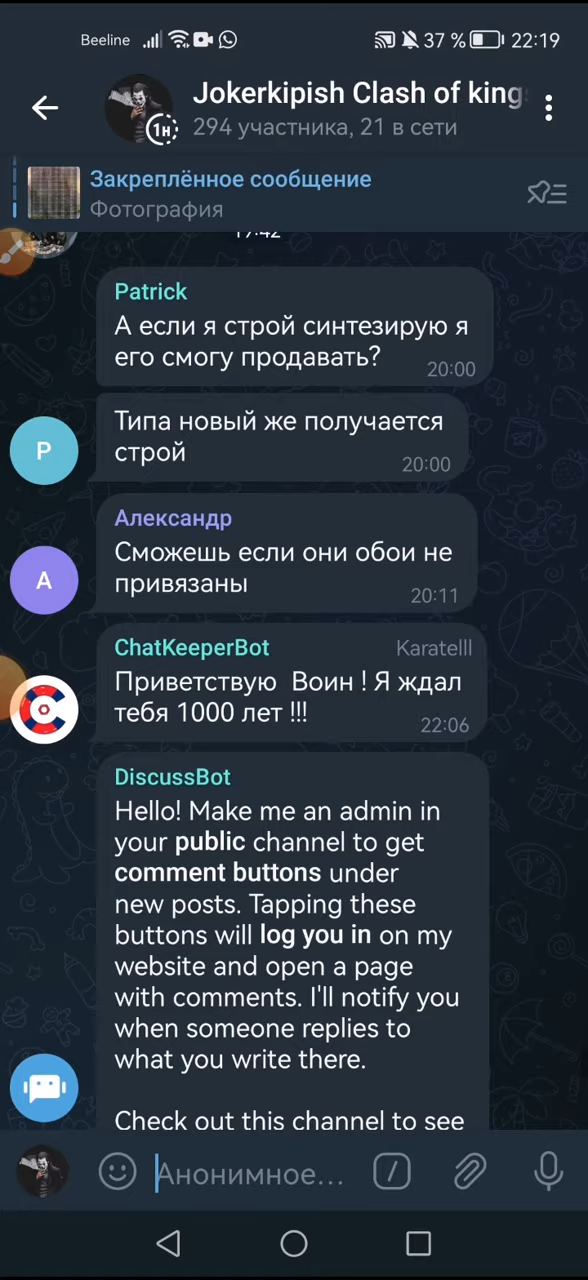 Beeline 37 % 22:19
Jokerkipish Clash of king
1н
294 участника, 21 в сети
Закреплённое сообщение
Фотография
19:42
Patrick
А если я строй синтезирую я
его смогу продавать?
20:00
Типа новый же получается
строй
20:00
P
Александр
Сможешь если они обои не
привязаны
20:11
А
ChatKeeperBot Karatelll
Приветствую Воин ! Я ждал
тебя 1000 лет !!!
22:06
DiscussBot
Hello! Make me an admin in
your public channel to get
comment buttons under
new posts. Tapping these
buttons will log you in on my
website and open a page
with comments. I'll notify you
when someone replies to
what you write there.
Check out this channel to see
Анонимное...